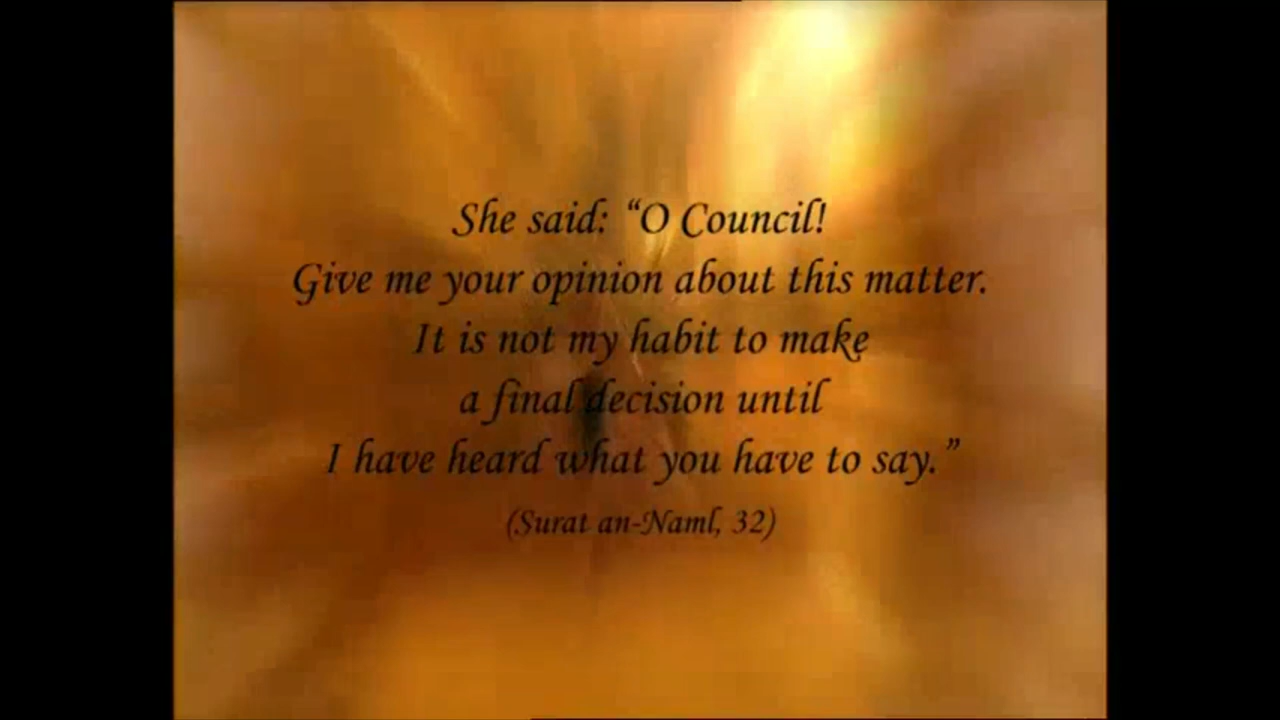 She said: “O Council!
Give me your opinion about this matter.
It is not my habit to make
a final decision until
I have heard what you have to say.”
(Surat an-Naml, 32)